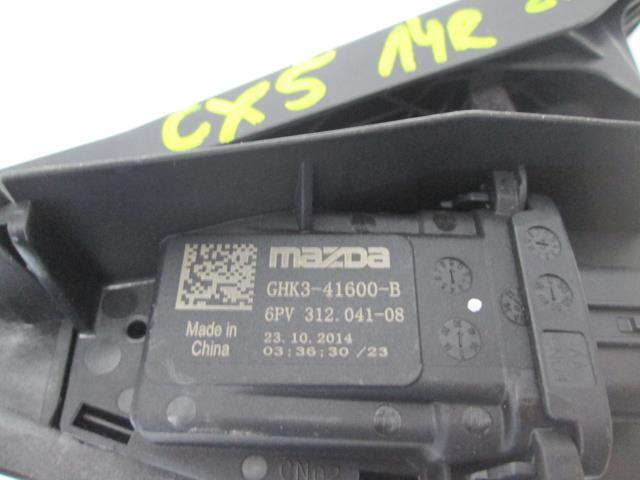 CX5 14R
mazda
GHK3-41600-B
6PV 312.041-08
Made in
China
23.10.2014
03:36:30 /23